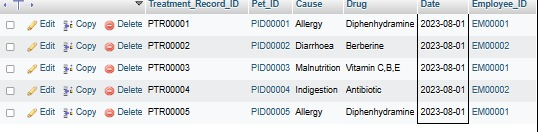 Treatment_Record_ID Pet_ID Cause Drug Date Employee_ID
Edit Copy Delete PTR00001 PID00001 Allergy Diphenhydramine 2023-08-01 EM00001
Edit Copy Delete PTR00002 PID00002 Diarrhoea Berberine 2023-08-01 EM00002
Edit Copy Delete PTR00003 PID00003 Malnutrition Vitamin C,B,E 2023-08-01 EM00001
Edit Copy Delete PTR00004 PID00004 Indigestion Antibiotic 2023-08-01 EM00002
Edit Copy Delete PTR00005 PID00005 Allergy Diphenhydramine 2023-08-01 EM00001